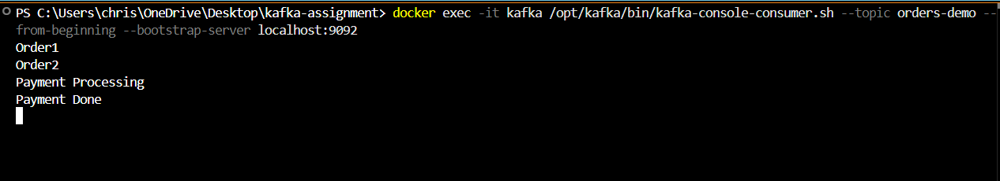 PS C:\Users\chris\OneDrive\Desktop\kafka-assignment> docker exec -it kafka /opt/kafka/bin/kafka-console-consumer.sh --topic orders-demo --
from-beginning --bootstrap-server localhost:9092
Order1
Order2
Payment Processing
Payment Done